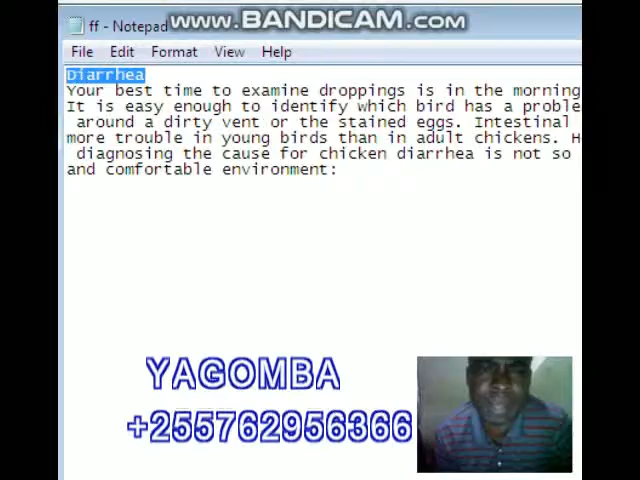 ff - Notepad
www.BANDICAM.com
File Edit Format View Help
Diarrhea
Your best time to examine droppings is in the morning
It is easy enough to identify which bird has a proble
around a dirty vent or the stained eggs. Intestinal
more trouble in young birds than in adult chickens. H
diagnosing the cause for chicken diarrhea is not so
and comfortable environment:
YAGOMBA
+255762956366